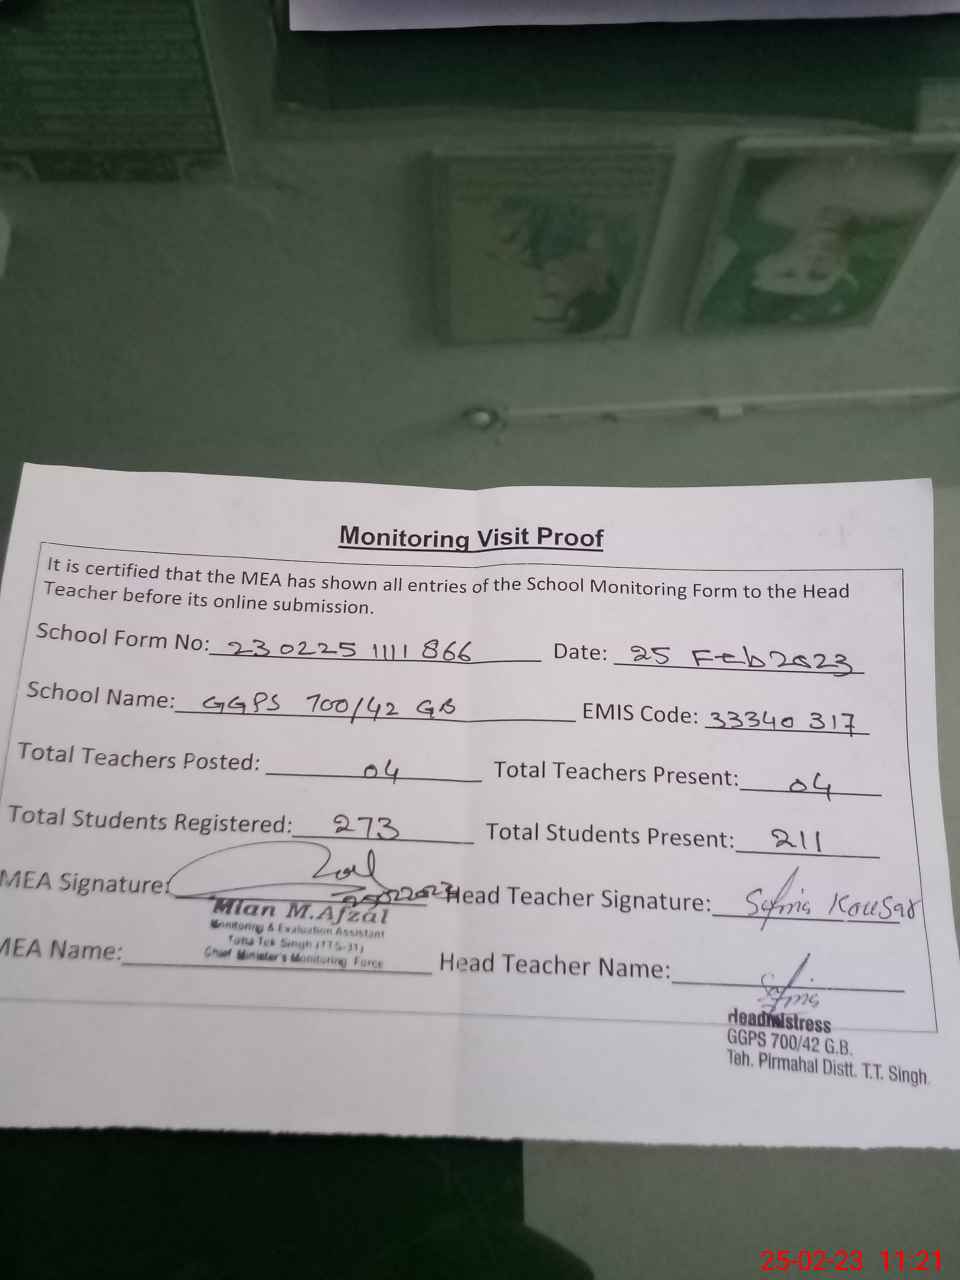 Monitoring Visit Proof
It is certified that the MEA has shown all entries of the School Monitoring Form to the Head
Teacher before its online submission.
School Form No: 230225 1111 866 Date: 25 Feb 2023
School Name: GGPS 700/42 GB EMIS Code: 33340 317
Total Teachers Posted: 04 Total Teachers Present: 04
Total Students Registered: 273 Total Students Present: 211
MEA Signature: Head Teacher Signature: Safina Kousar
Mian M.Afzal
Monitoring & Evaluation Assistant
Toba Tek Singh (TTS-31)
Chief Minister's Monitoring Force
MEA Name: Head Teacher Name:
Headmistress
GGPS 700/42 G.B.
Teh. Pirmahal Distt. T.T. Singh.
25-02-23 11:21